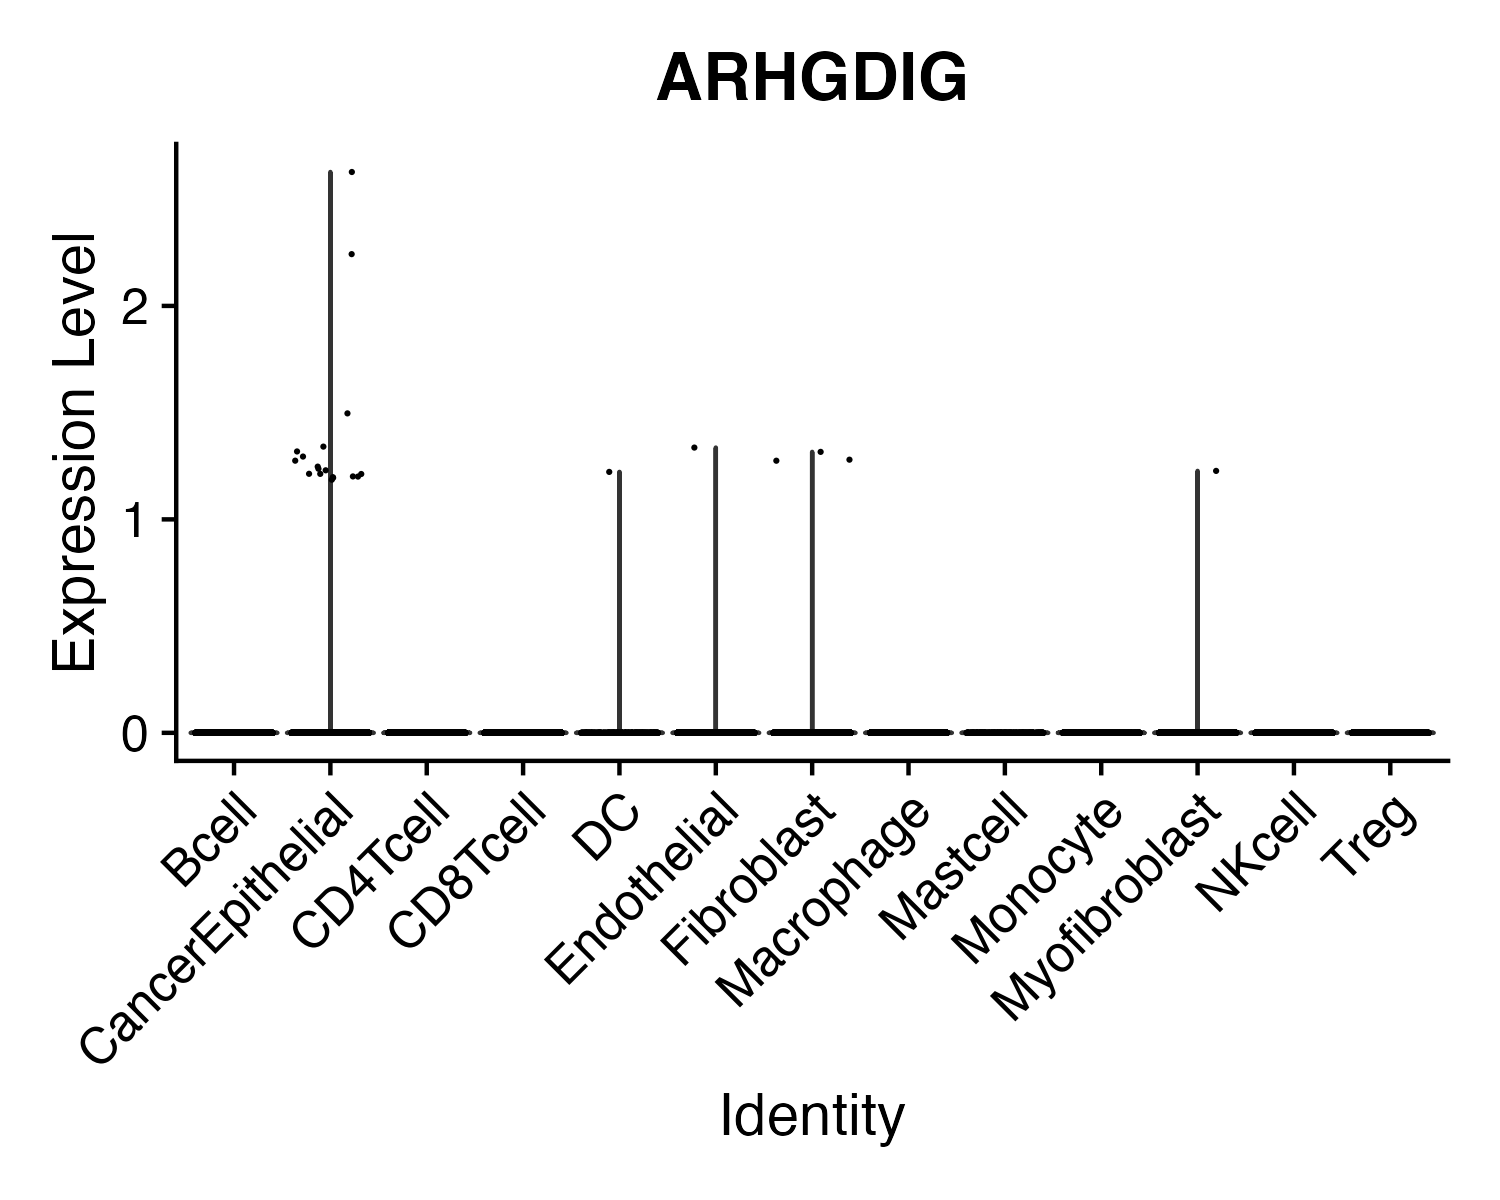 ARHGDIG
Expression Level
2
1
0
Bcell
CancerEpithelial
CD4Tcell
CD8Tcell
DC
Endothelial
Fibroblast
Macrophage
Mastcell
Monocyte
Myofibroblast
NKcell
Treg
Identity